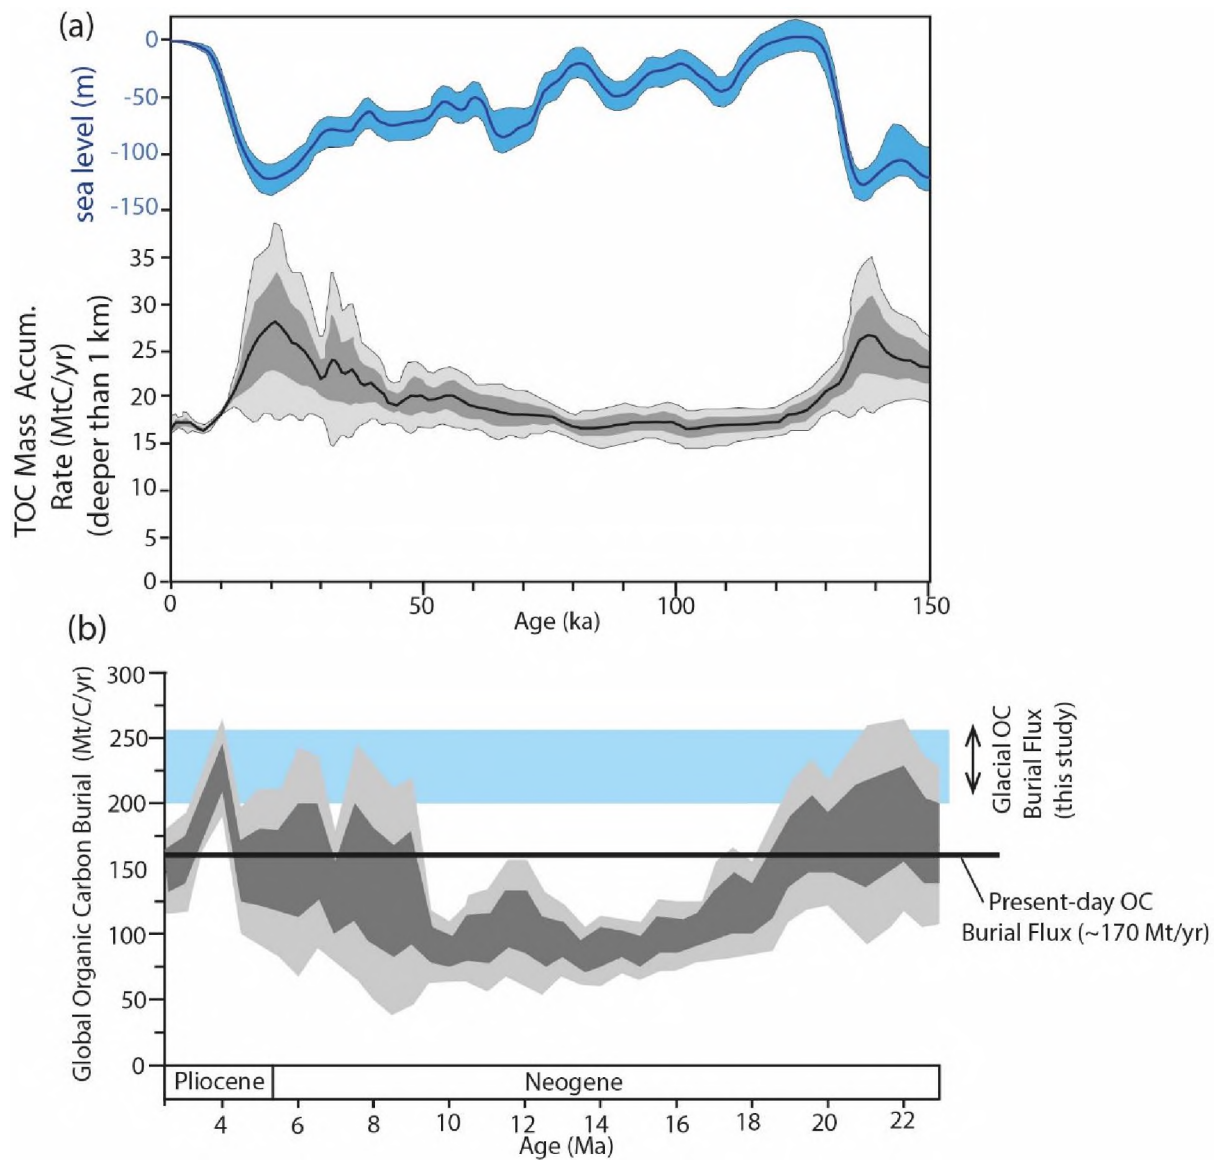 (a)
sea level (m)
0
-50
-100
-150
TOC Mass Accum.
Rate (MtC/yr)
(deeper than 1 km)
35
30
25
20
15
10
5
0
0
50
100
150
Age (ka)
(b)
Global Organic Carbon Burial (Mt/C/yr)
300
250
200
150
100
50
0
Glacial OC
Burial Flux
(this study)
Present-day OC
Burial Flux (~170 Mt/yr)
Pliocene
Neogene
4
6
8
10
12
14
16
18
20
22
Age (Ma)